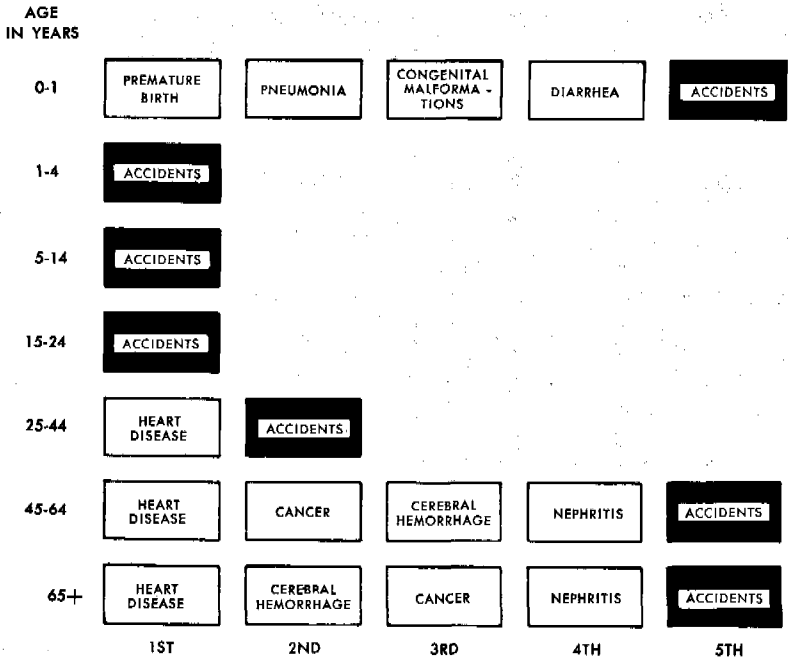 AGE
IN YEARS
0-1
PREMATURE
BIRTH
PNEUMONIA
CONGENITAL
MALFORMA -
TIONS
DIARRHEA
ACCIDENTS
1-4
ACCIDENTS
5-14
ACCIDENTS
15-24
ACCIDENTS
25-44
HEART
DISEASE
ACCIDENTS
45-64
HEART
DISEASE
CANCER
CEREBRAL
HEMORRHAGE
NEPHRITIS
ACCIDENTS
65+
HEART
DISEASE
CEREBRAL
HEMORRHAGE
CANCER
NEPHRITIS
ACCIDENTS
1ST 2ND 3RD 4TH 5TH